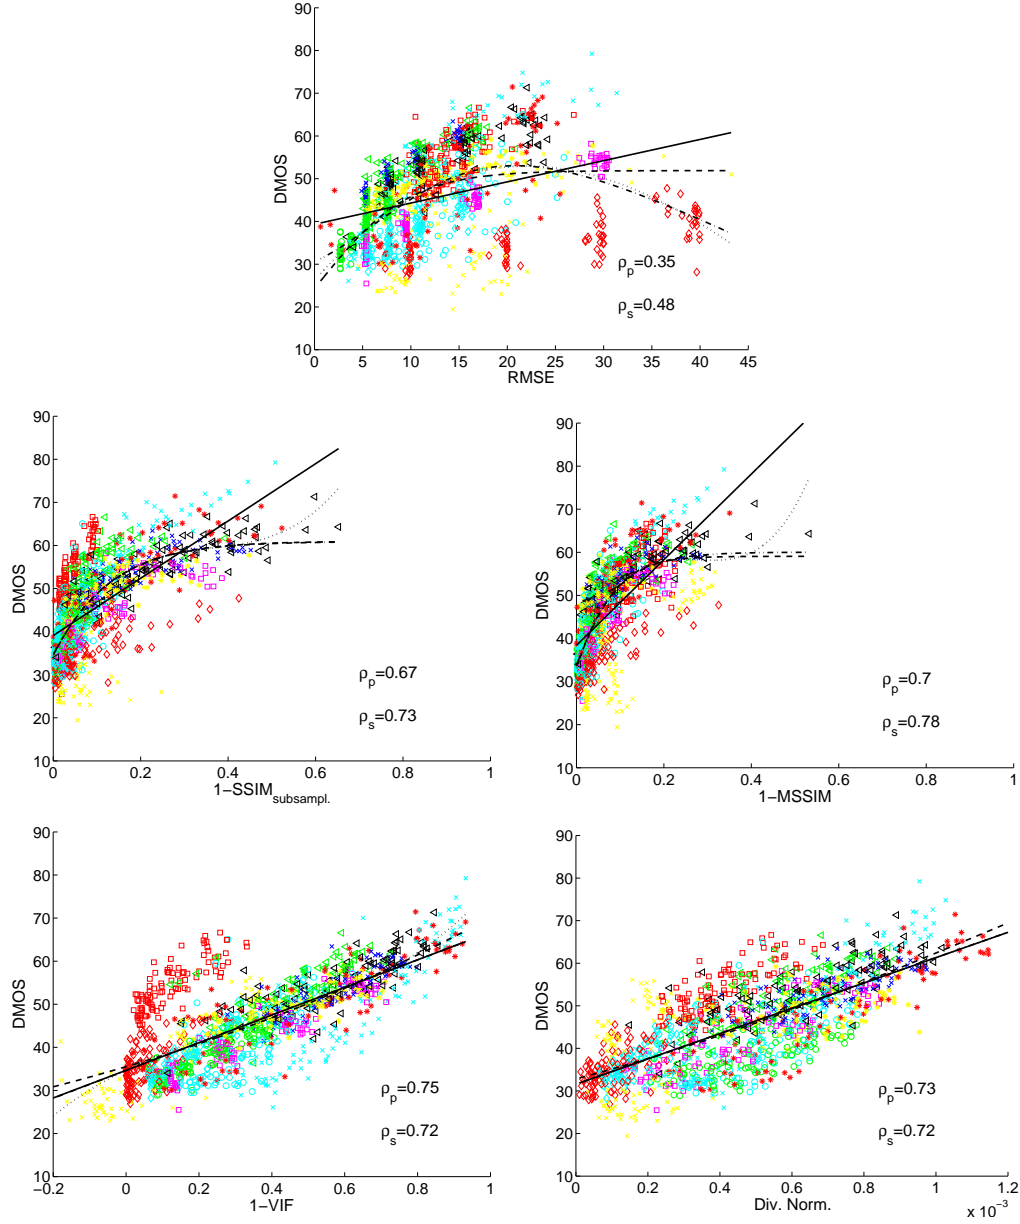 90
80
70
60
50
40
30
20
10
DMOS
0 5 10 15 20 25 30 35 40 45
RMSE
ρp=0.35
ρs=0.48
90
80
70
60
50
40
30
20
10
DMOS
0 0.2 0.4 0.6 0.8 1
1−SSIMsubsampl.
ρp=0.67
ρs=0.73
90
80
70
60
50
40
30
20
10
DMOS
0 0.2 0.4 0.6 0.8 1
1−MSSIM
ρp=0.7
ρs=0.78
90
80
70
60
50
40
30
20
10
DMOS
−0.2 0 0.2 0.4 0.6 0.8 1
1−VIF
ρp=0.75
ρs=0.72
90
80
70
60
50
40
30
20
10
DMOS
0 0.2 0.4 0.6 0.8 1 1.2
Div. Norm.
x 10−3
ρp=0.73
ρs=0.72